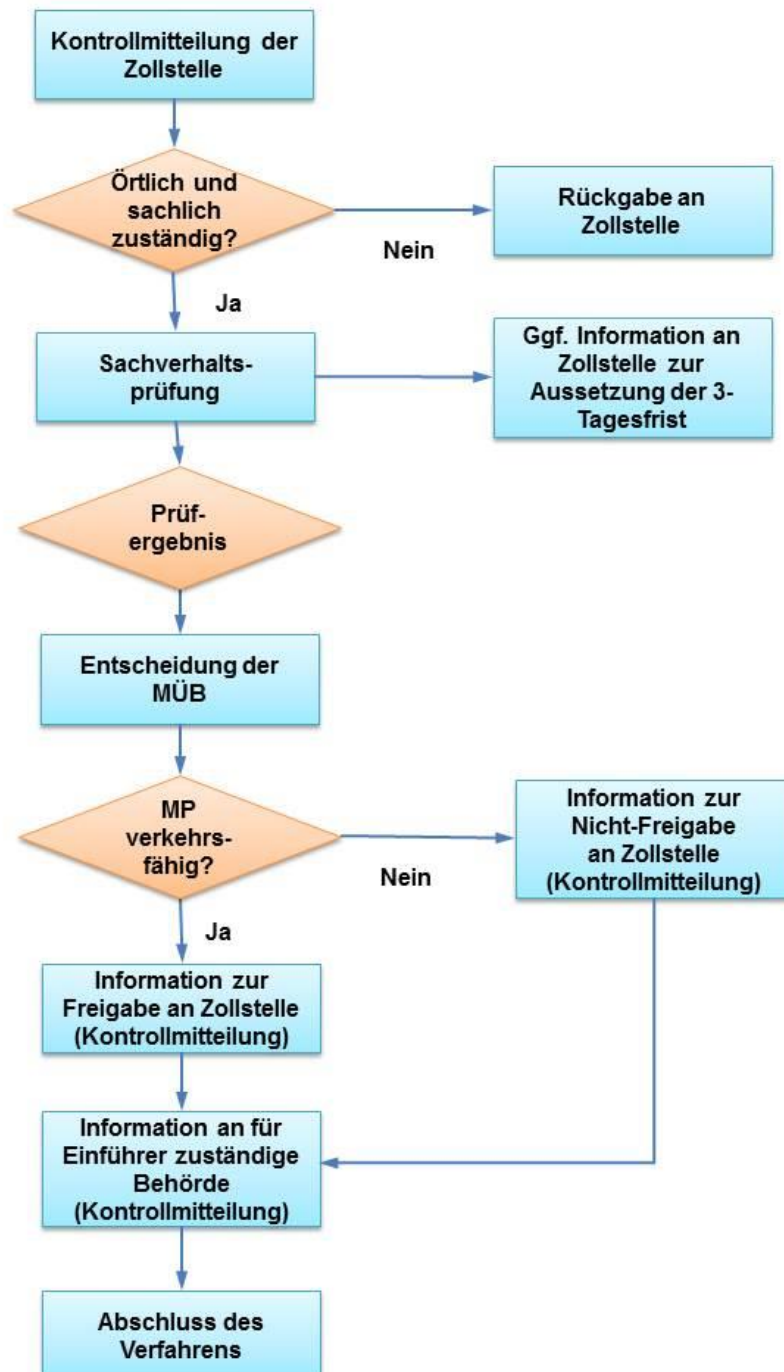 Kontrollmitteilung der
Zollstelle
Örtlich und
sachlich
zuständig?
Nein
Rückgabe an
Zollstelle
Ja
Sachverhalts-
prüfung
Ggf. Information an
Zollstelle zur
Aussetzung der 3-
Tagesfrist
Prüf-
ergebnis
Entscheidung der
MÜB
MP
verkehrs-
fähig?
Nein
Information zur
Nicht-Freigabe
an Zollstelle
(Kontrollmitteilung)
Ja
Information zur
Freigabe an Zollstelle
(Kontrollmitteilung)
Information an für
Einführer zuständige
Behörde
(Kontrollmitteilung)
Abschluss des
Verfahrens